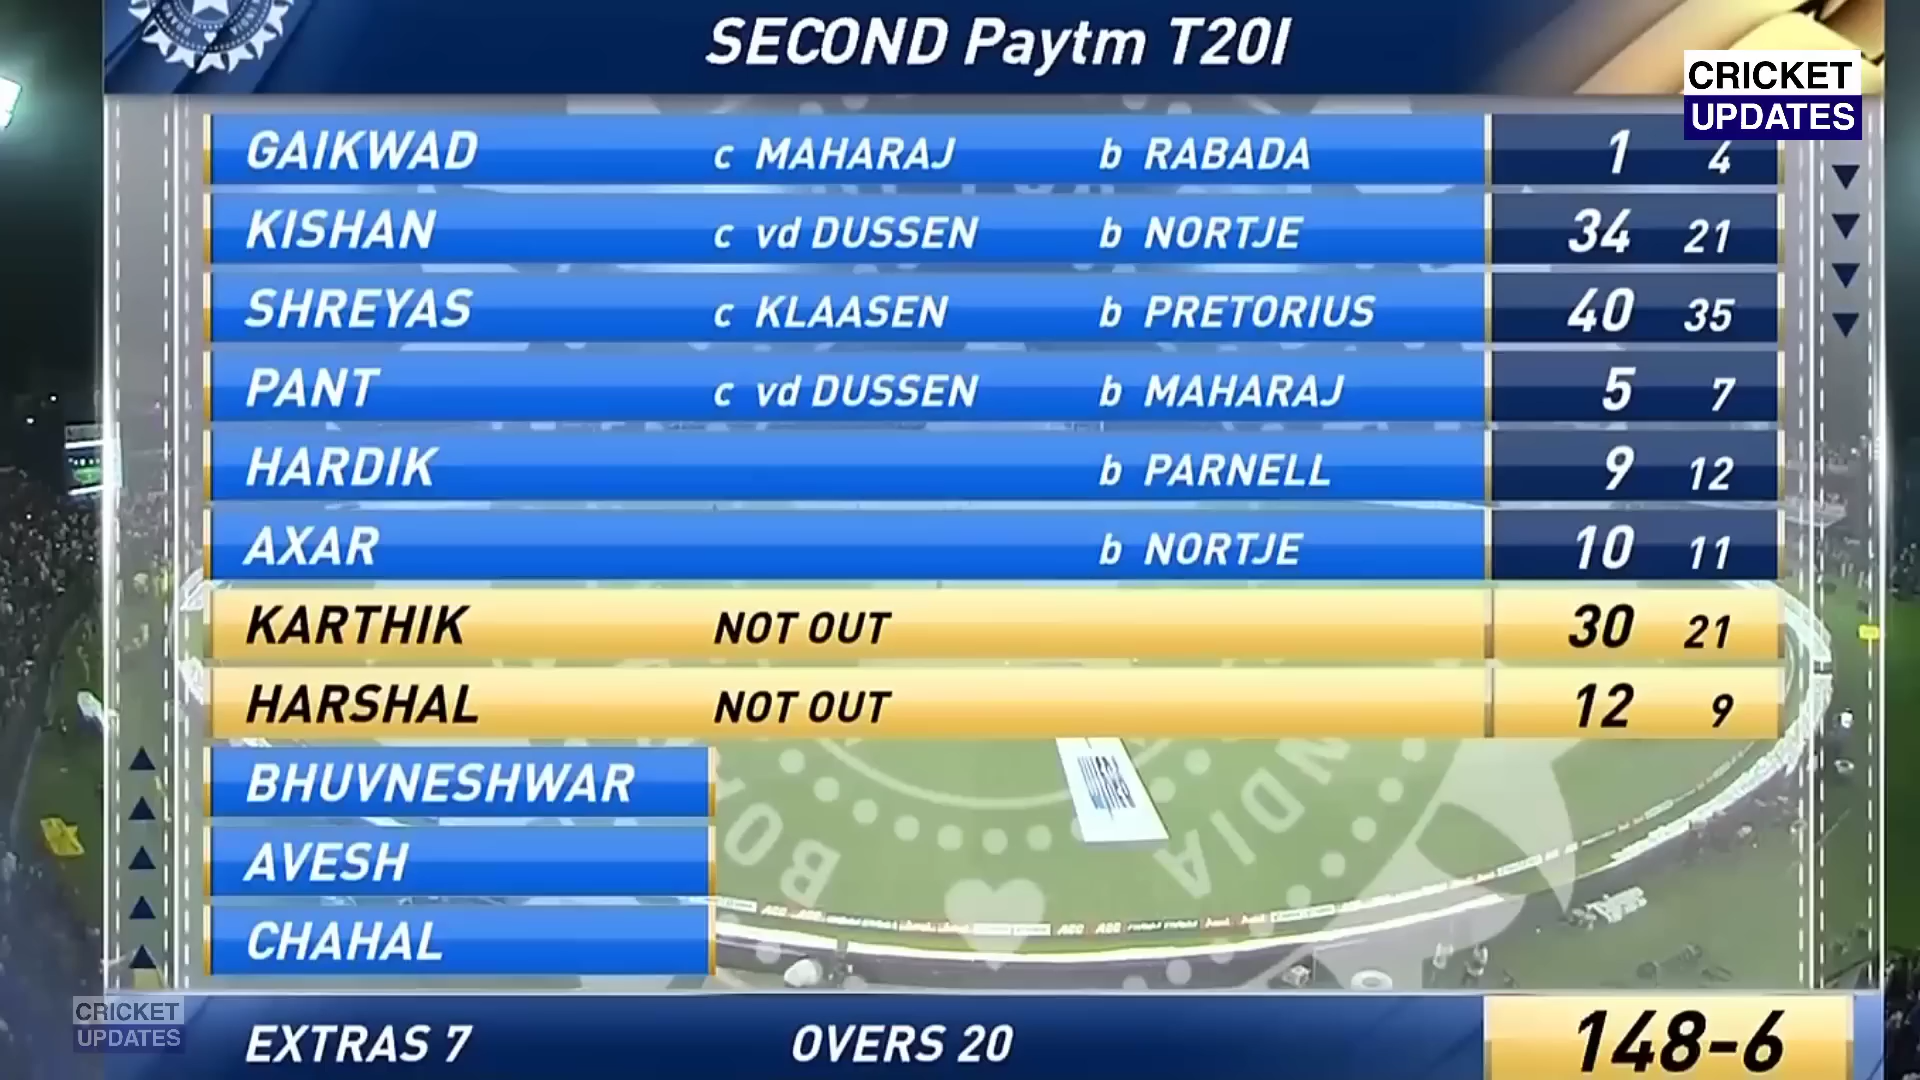 SECOND Paytm T20I
CRICKET
UPDATES
GAIKWAD c MAHARAJ b RABADA 1 4
KISHAN c vd DUSSEN b NORTJE 34 21
SHREYAS c KLAASEN b PRETORIUS 40 35
PANT c vd DUSSEN b MAHARAJ 5 7
HARDIK b PARNELL 9 12
AXAR b NORTJE 10 11
KARTHIK NOT OUT 30 21
HARSHAL NOT OUT 12 9
BHUVNESHWAR
AVESH
CHAHAL
CRICKET
UPDATES
EXTRAS 7 OVERS 20 148-6